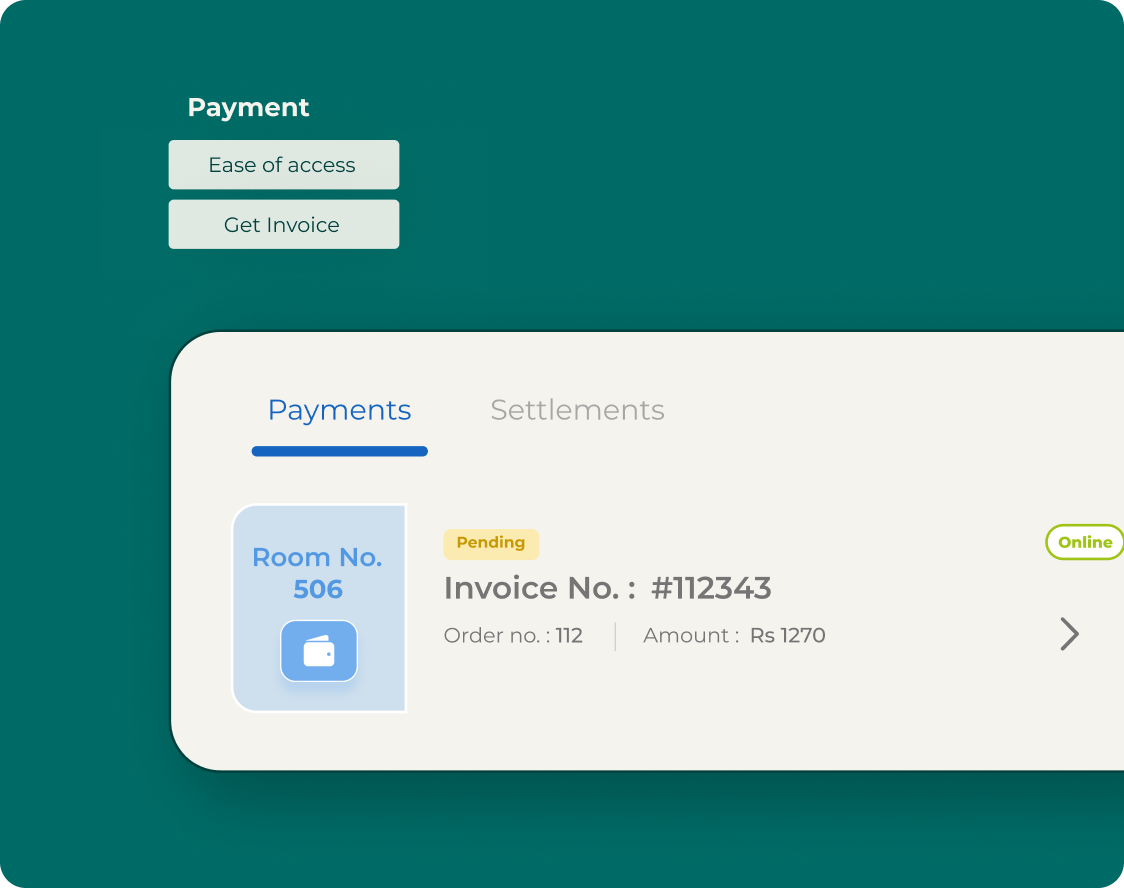 Payment
Ease of access
Get Invoice
Payments Settlements
Room No.
506
Pending
Online
Invoice No. : #112343
Order no. : 112 Amount : Rs 1270